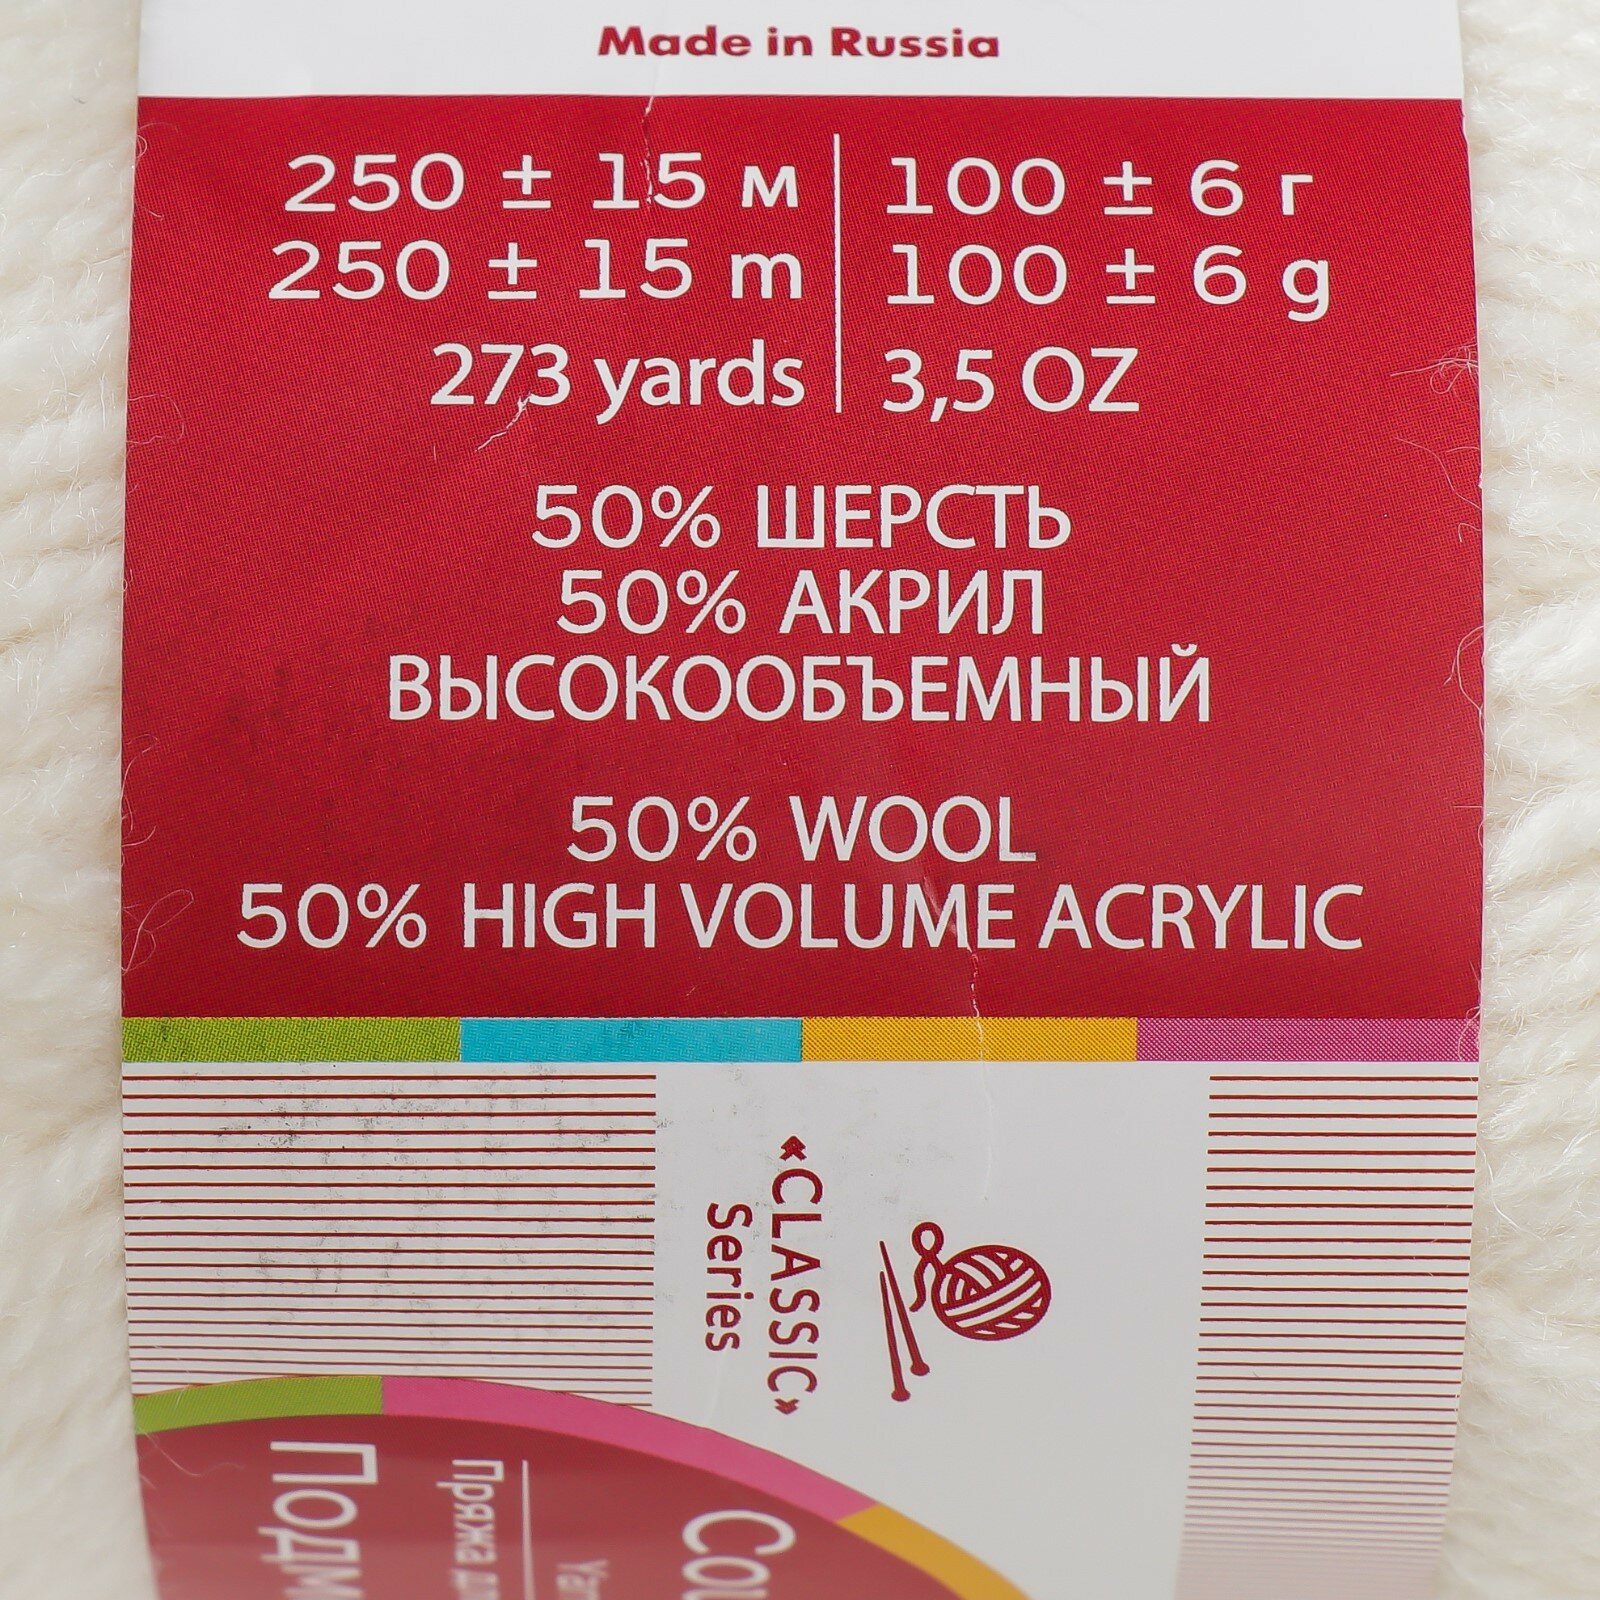 Made in Russia
250 ± 15 м 100 ± 6 г
250 ± 15 m 100 ± 6 g
273 yards 3,5 OZ
50% ШЕРСТЬ
50% АКРИЛ
ВЫСОКООБЪЕМНЫЙ
50% WOOL
50% HIGH VOLUME ACRYLIC
«CLASSIC»
Series
Пряжа